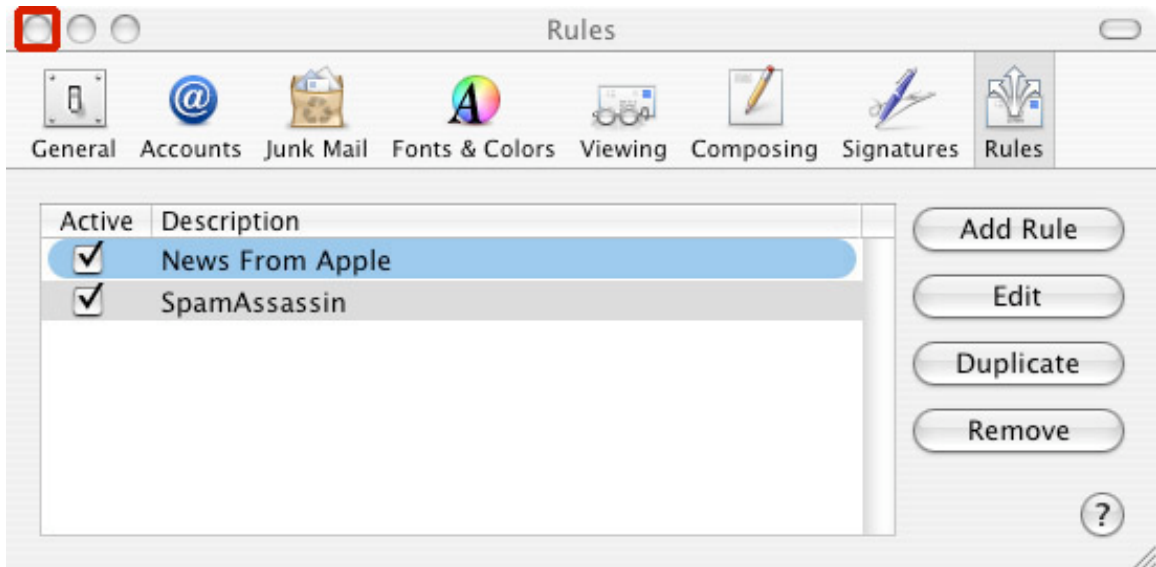 Rules
General Accounts Junk Mail Fonts & Colors Viewing Composing Signatures Rules
Active Description
Add Rule
News From Apple
Edit
SpamAssassin
Duplicate
Remove
?